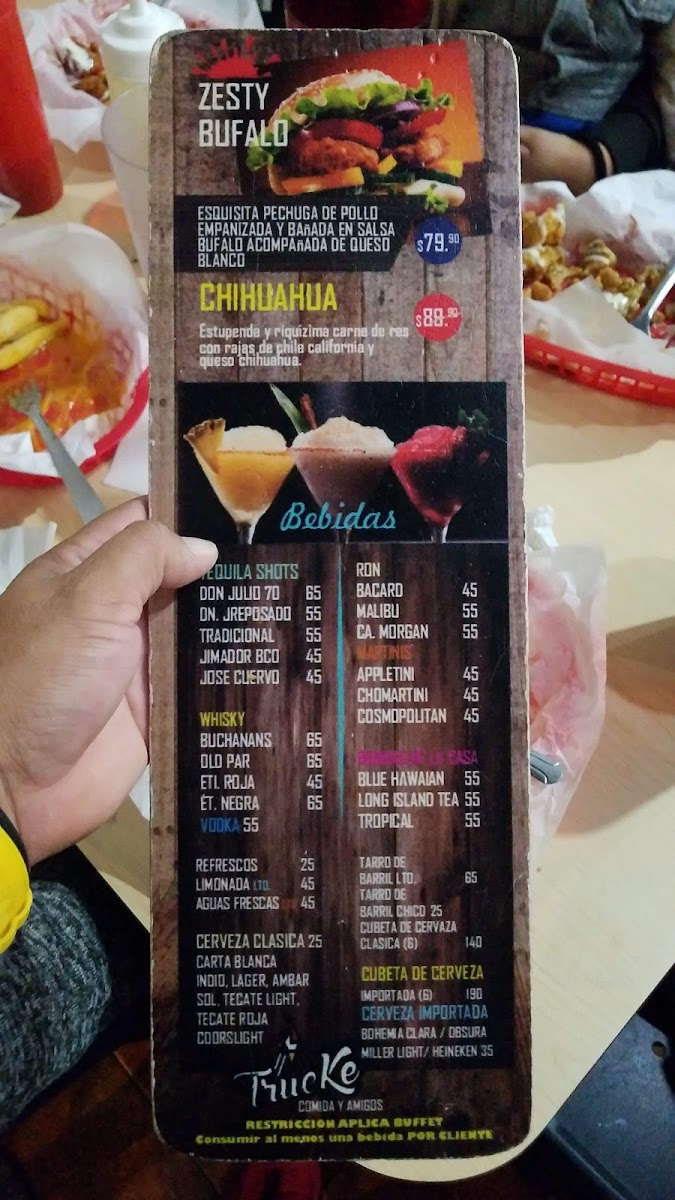 ZESTY
BUFALO
ESQUISITA PECHUGA DE POLLO
EMPANIZADA Y BAñADA EN SALSA
BUFALO ACOMPAñADA DE QUESO
BLANCO
$79.90
CHIHUAHUA
$89.90
Estupenda y riquizima carne de res
con rajas de chile california y
queso chihuahua.
Bebidas
TEQUILA SHOTS
DON JULIO 70 65
DN. JREPOSADO 55
TRADICIONAL 55
JIMADOR BCO 45
JOSE CUERVO 45
WHISKY
BUCHANANS 65
OLD PAR 65
ETI. ROJA 45
ÉT. NEGRA 65
VODKA 55
REFRESCOS 25
LIMONADA LTO. 45
AGUAS FRESCAS 45
CERVEZA CLASICA 25
CARTA BLANCA
INDIO, LAGER, AMBAR
SOL, TECATE LIGHT,
TECATE ROJA
COORSLIGHT
RON
BACARD 45
MALIBU 55
CA. MORGAN 55
MARTINIS
APPLETINI 45
CHOMARTINI 45
COSMOPOLITAN 45
DE LA CASA
BLUE HAWAIAN 55
LONG ISLAND TEA 55
TROPICAL 55
TARRO DE
BARRIL LTO. 65
TARRO DE
BARRIL CHICO 25
CUBETA DE CERVAZA
CLASICA (6) 140
CUBETA DE CERVEZA
IMPORTADA (6) 190
CERVEZA IMPORTADA
BOHEMIA CLARA / OBSURA
MILLER LIGHT/ HEINEKEN 35
Trucke
COMIDA Y AMIGOS
RESTRICCION APLICA BUFFET
Consumir al menos una bebida POR CLIENTE